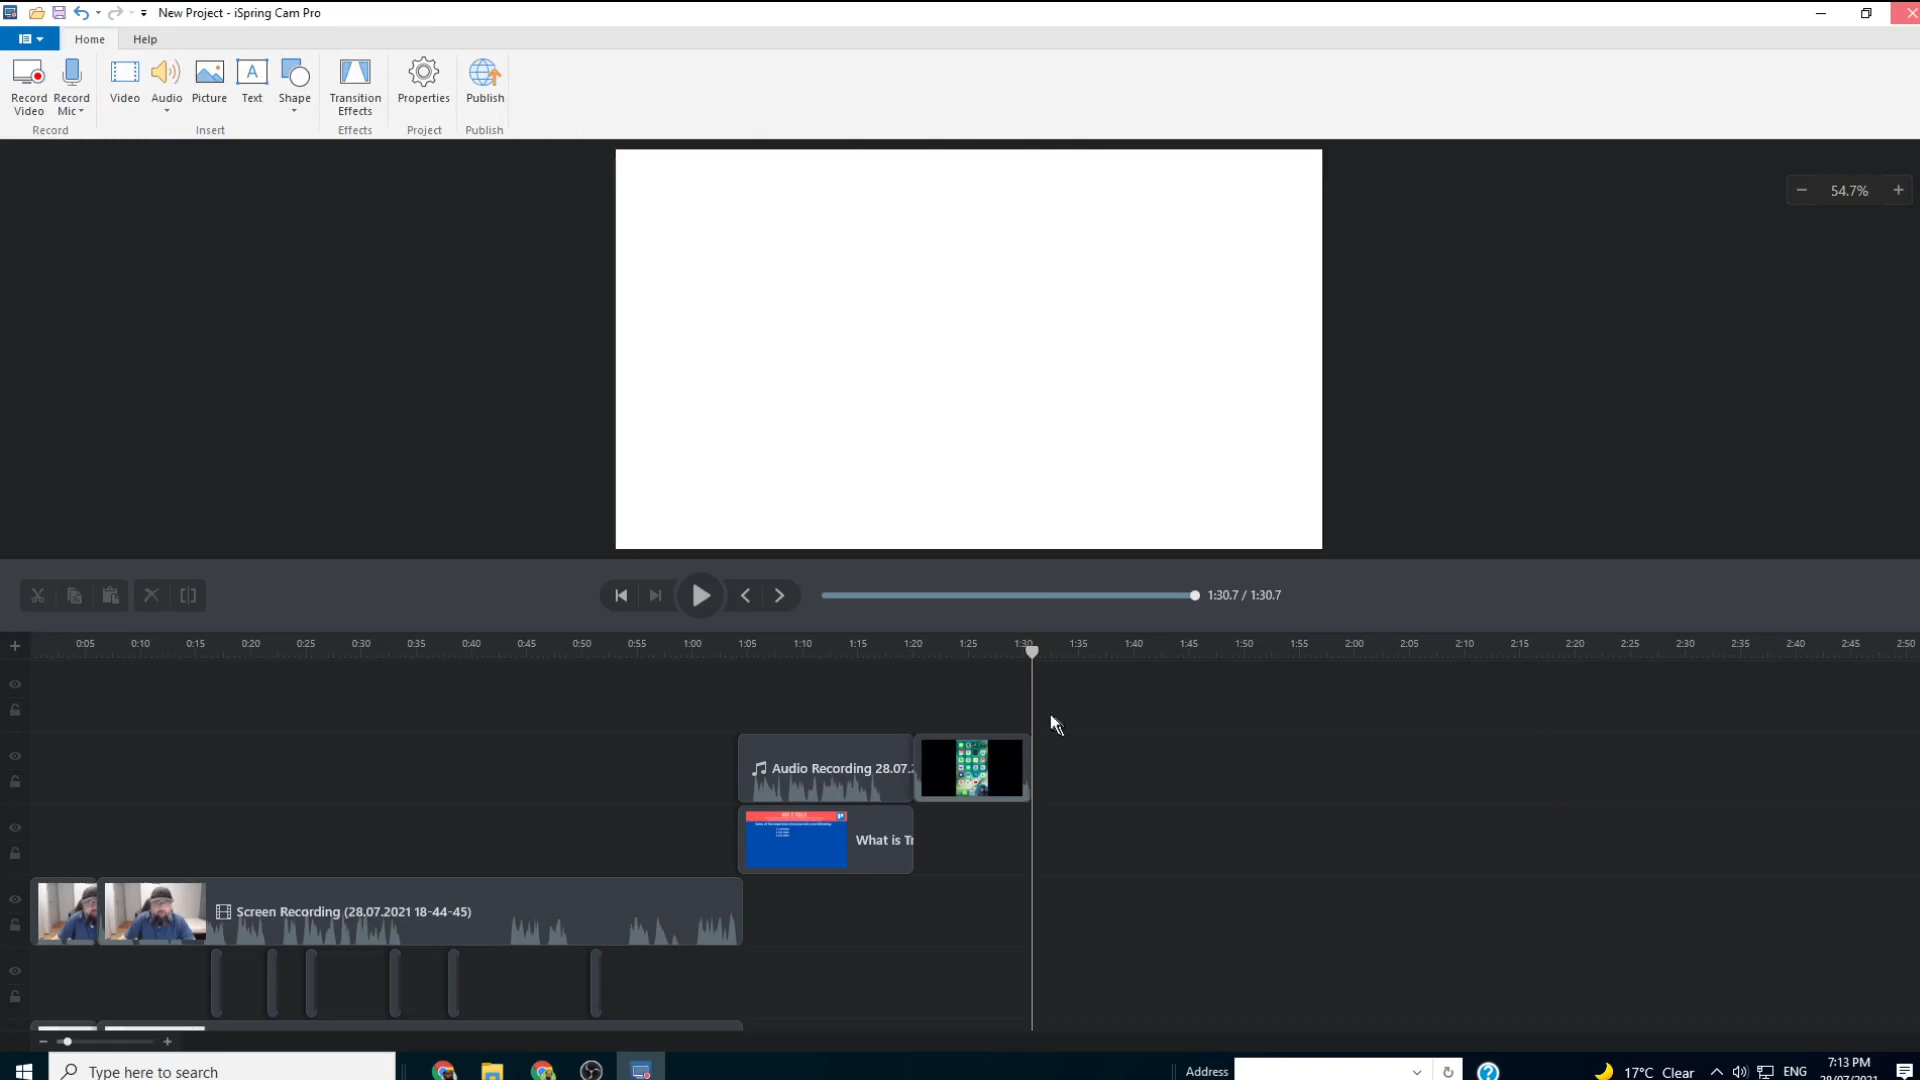 New Project - iSpring Cam Pro
Home Help
Record Video
Record Mic
Video
Audio
Picture
Text
Shape
Transition Effects
Properties
Publish
Record Insert Effects Project Publish
54.7%
1:30.7 / 1:30.7
0:05 0:10 0:15 0:20 0:25 0:30 0:35 0:40 0:45 0:50 0:55 1:00 1:05 1:10 1:15 1:20 1:25 1:30 1:35 1:40 1:45 1:50 1:55 2:00 2:05 2:10 2:15 2:20 2:25 2:30 2:35 2:40 2:45 2:50
Audio Recording 28.07.
What is Tr
Screen Recording (28.07.2021 18-44-45)
Type here to search
Address
17°C Clear
ENG
7:13 PM
28/07/2021